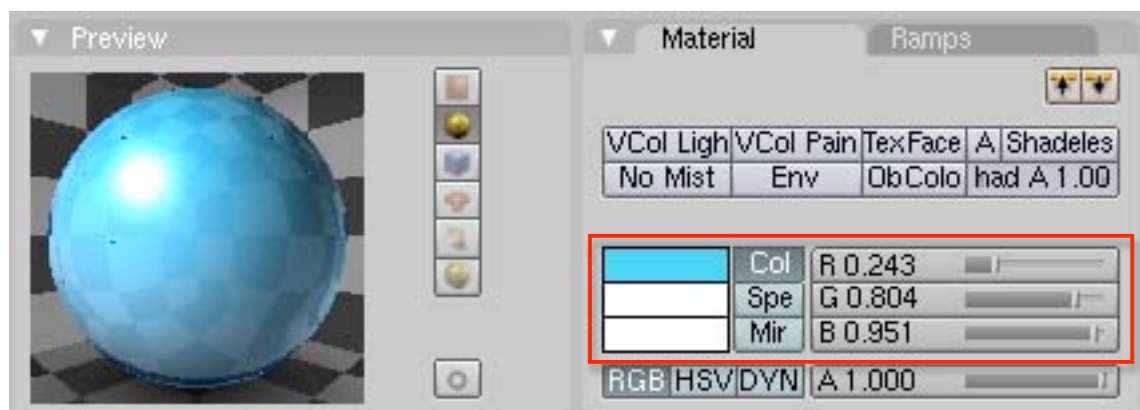 Preview
Material Ramps
VCol Ligh VCol Pain TexFace A Shadeles
No Mist Env ObColo had A 1.00
Col R 0.243
Spe G 0.804
Mir B 0.951
RGB HSV DYN A 1.000